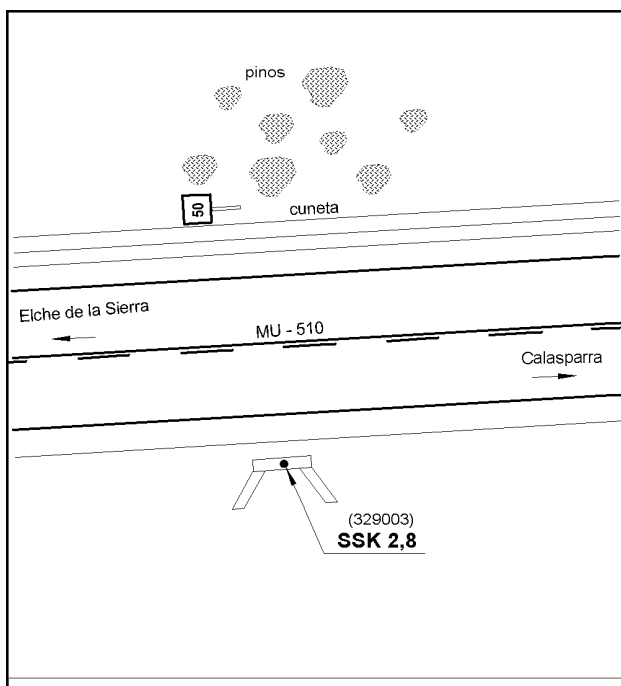 pinos
50
cuneta
Elche de la Sierra
MU - 510
Calasparra
(329003)
SSK 2,8